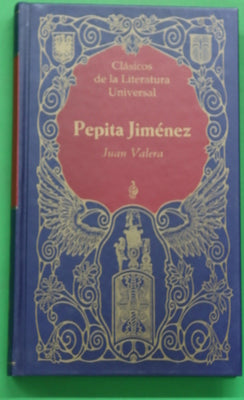 Clásicos
de la Literatura
Universal
Pepita Jiménez
Juan Valera